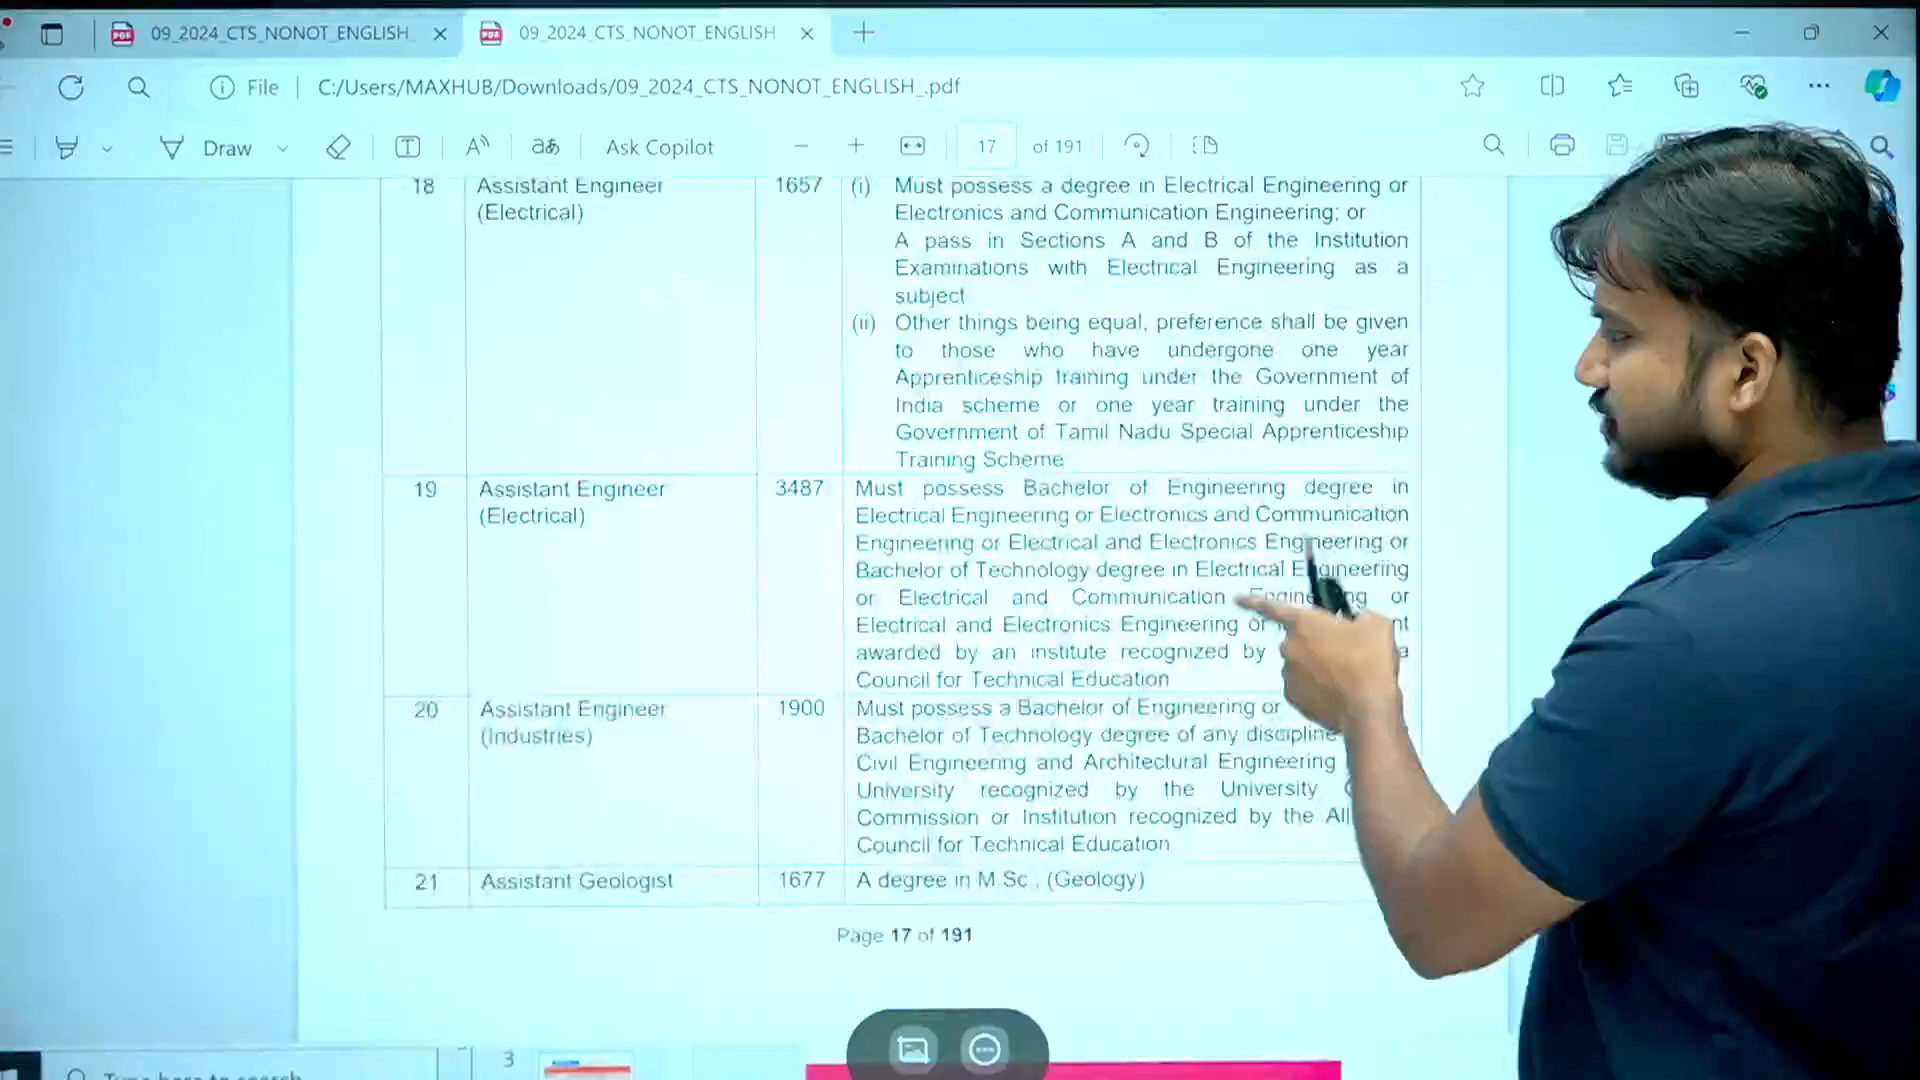 09_2024_CTS_NONOT_ENGLISH_
09_2024_CTS_NONOT_ENGLISH
File
C:/Users/MAXHUB/Downloads/09_2024_CTS_NONOT_ENGLISH_.pdf
Draw
Ask Copilot
17
of 191
18 Assistant Engineer 1657 (i) Must possess a degree in Electrical Engineering or
(Electrical) Electronics and Communication Engineering; or
A pass in Sections A and B of the Institution
Examinations with Electrical Engineering as a
subject
(ii) Other things being equal, preference shall be given
to those who have undergone one year
Apprenticeship training under the Government of
India scheme or one year training under the
Government of Tamil Nadu Special Apprenticeship
Training Scheme
19 Assistant Engineer 3487 Must possess Bachelor of Engineering degree in
(Electrical) Electrical Engineering or Electronics and Communication
Engineering or Electrical and Electronics Engineering or
Bachelor of Technology degree in Electrical Engineering
or Electrical and Communication Engineering or
Electrical and Electronics Engineering or
awarded by an institute recognized by
Council for Technical Education
20 Assistant Engineer 1900 Must possess a Bachelor of Engineering or
(Industries) Bachelor of Technology degree of any discipline
Civil Engineering and Architectural Engineering
University recognized by the University
Commission or Institution recognized by the All
Council for Technical Education
21 Assistant Geologist 1677 A degree in M.Sc., (Geology)
Page 17 of 191
3
Type here to search